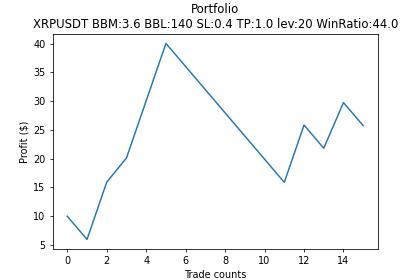 Portfolio
XRPUSDT BBM:3.6 BBL:140 SL:0.4 TP:1.0 lev:20 WinRatio:44.0
40
35
30
25
20
15
10
5
Profit ($)
0 2 4 6 8 10 12 14
Trade counts